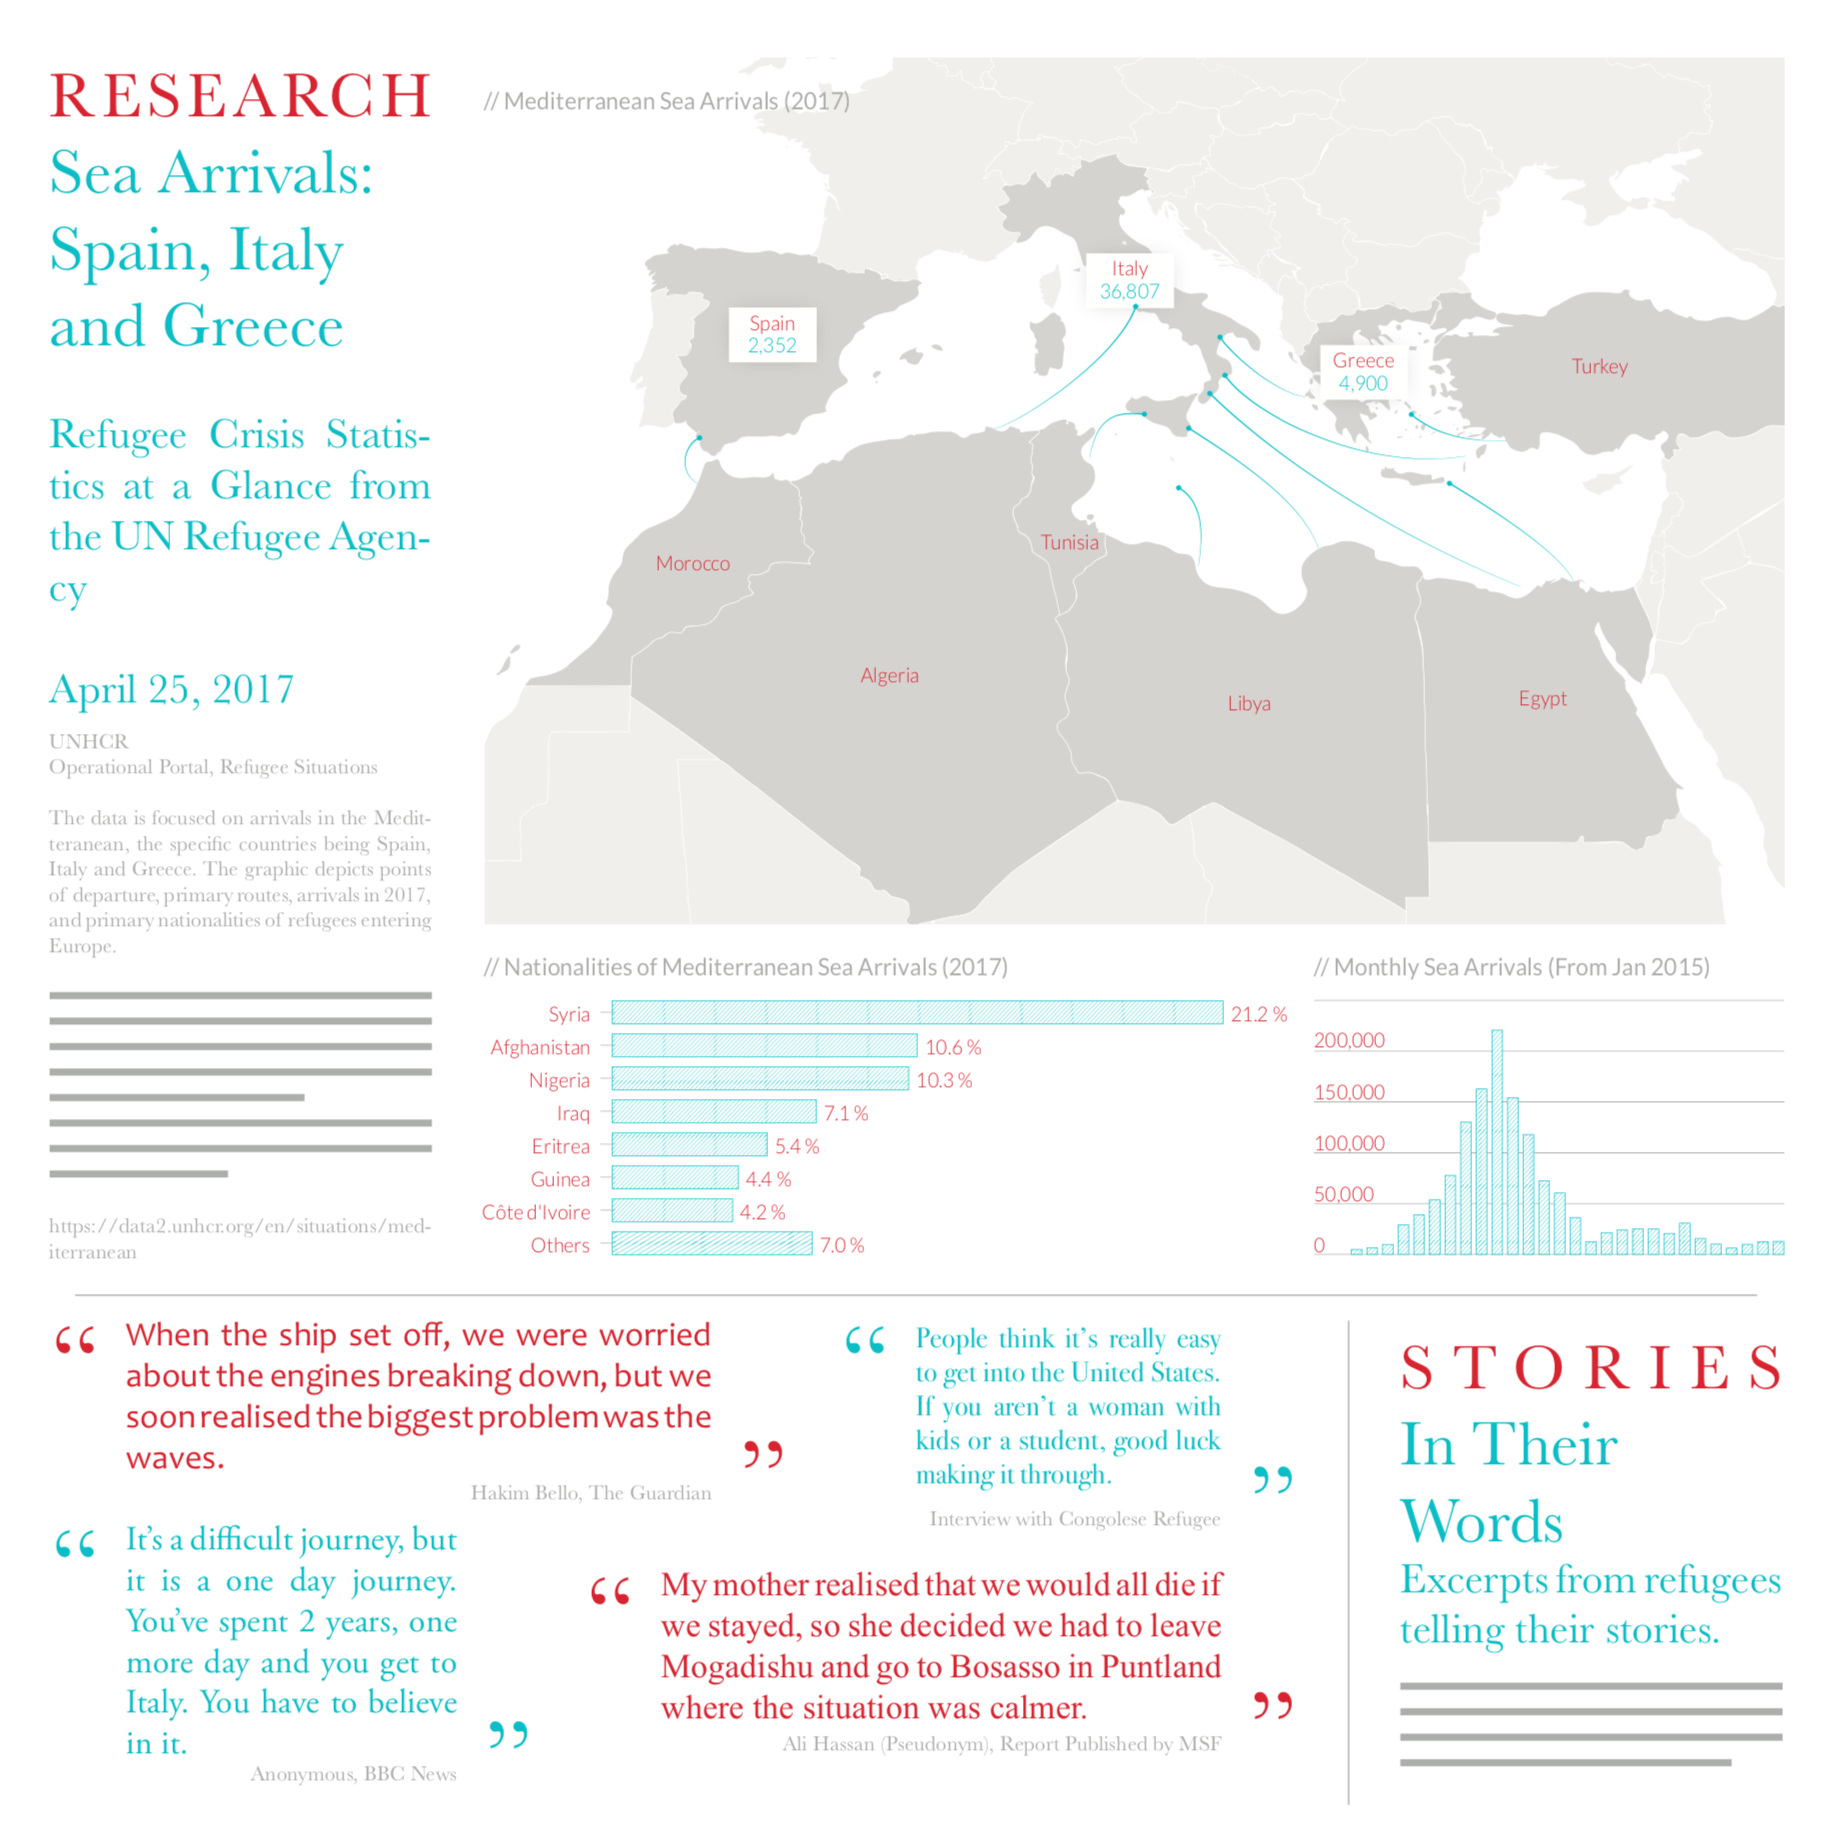 RESEARCH
Sea Arrivals:
Spain, Italy
and Greece
Refugee Crisis Statis-
tics at a Glance from
the UN Refugee Agen-
cy
April 25, 2017
UNHCR
Operational Portal, Refugee Situations
The data is focused on arrivals in the Medit-
teranean, the specific countries being Spain,
Italy and Greece. The graphic depicts points
of departure, primary routes, arrivals in 2017,
and primary nationalities of refugees entering
Europe.
https://data2.unhcr.org/en/situations/med-
iterranean
// Mediterranean Sea Arrivals (2017)
Italy
36,807
Spain
2,352
Greece
4,900
Turkey
Morocco
Tunisia
Algeria
Libya
Egypt
// Nationalities of Mediterranean Sea Arrivals (2017)
Syria 21.2 %
Afghanistan 10.6 %
Nigeria 10.3 %
Iraq 7.1 %
Eritrea 5.4 %
Guinea 4.4 %
Côte d'Ivoire 4.2 %
Others 7.0 %
// Monthly Sea Arrivals (From Jan 2015)
200,000
150,000
100,000
50,000
0
“ When the ship set off, we were worried
about the engines breaking down, but we
soon realised the biggest problem was the
waves. ”
Hakim Bello, The Guardian
“ People think it’s really easy
to get into the United States.
If you aren’t a woman with
kids or a student, good luck
making it through. ”
Interview with Congolese Refugee
“ It’s a difficult journey, but
it is a one day journey.
You’ve spent 2 years, one
more day and you get to
Italy. You have to believe
in it. ”
Anonymous, BBC News
“ My mother realised that we would all die if
we stayed, so she decided we had to leave
Mogadishu and go to Bosasso in Puntland
where the situation was calmer. ”
Ali Hassan (Pseudonym), Report Published by MSF
STORIES
In Their
Words
Excerpts from refugees
telling their stories.